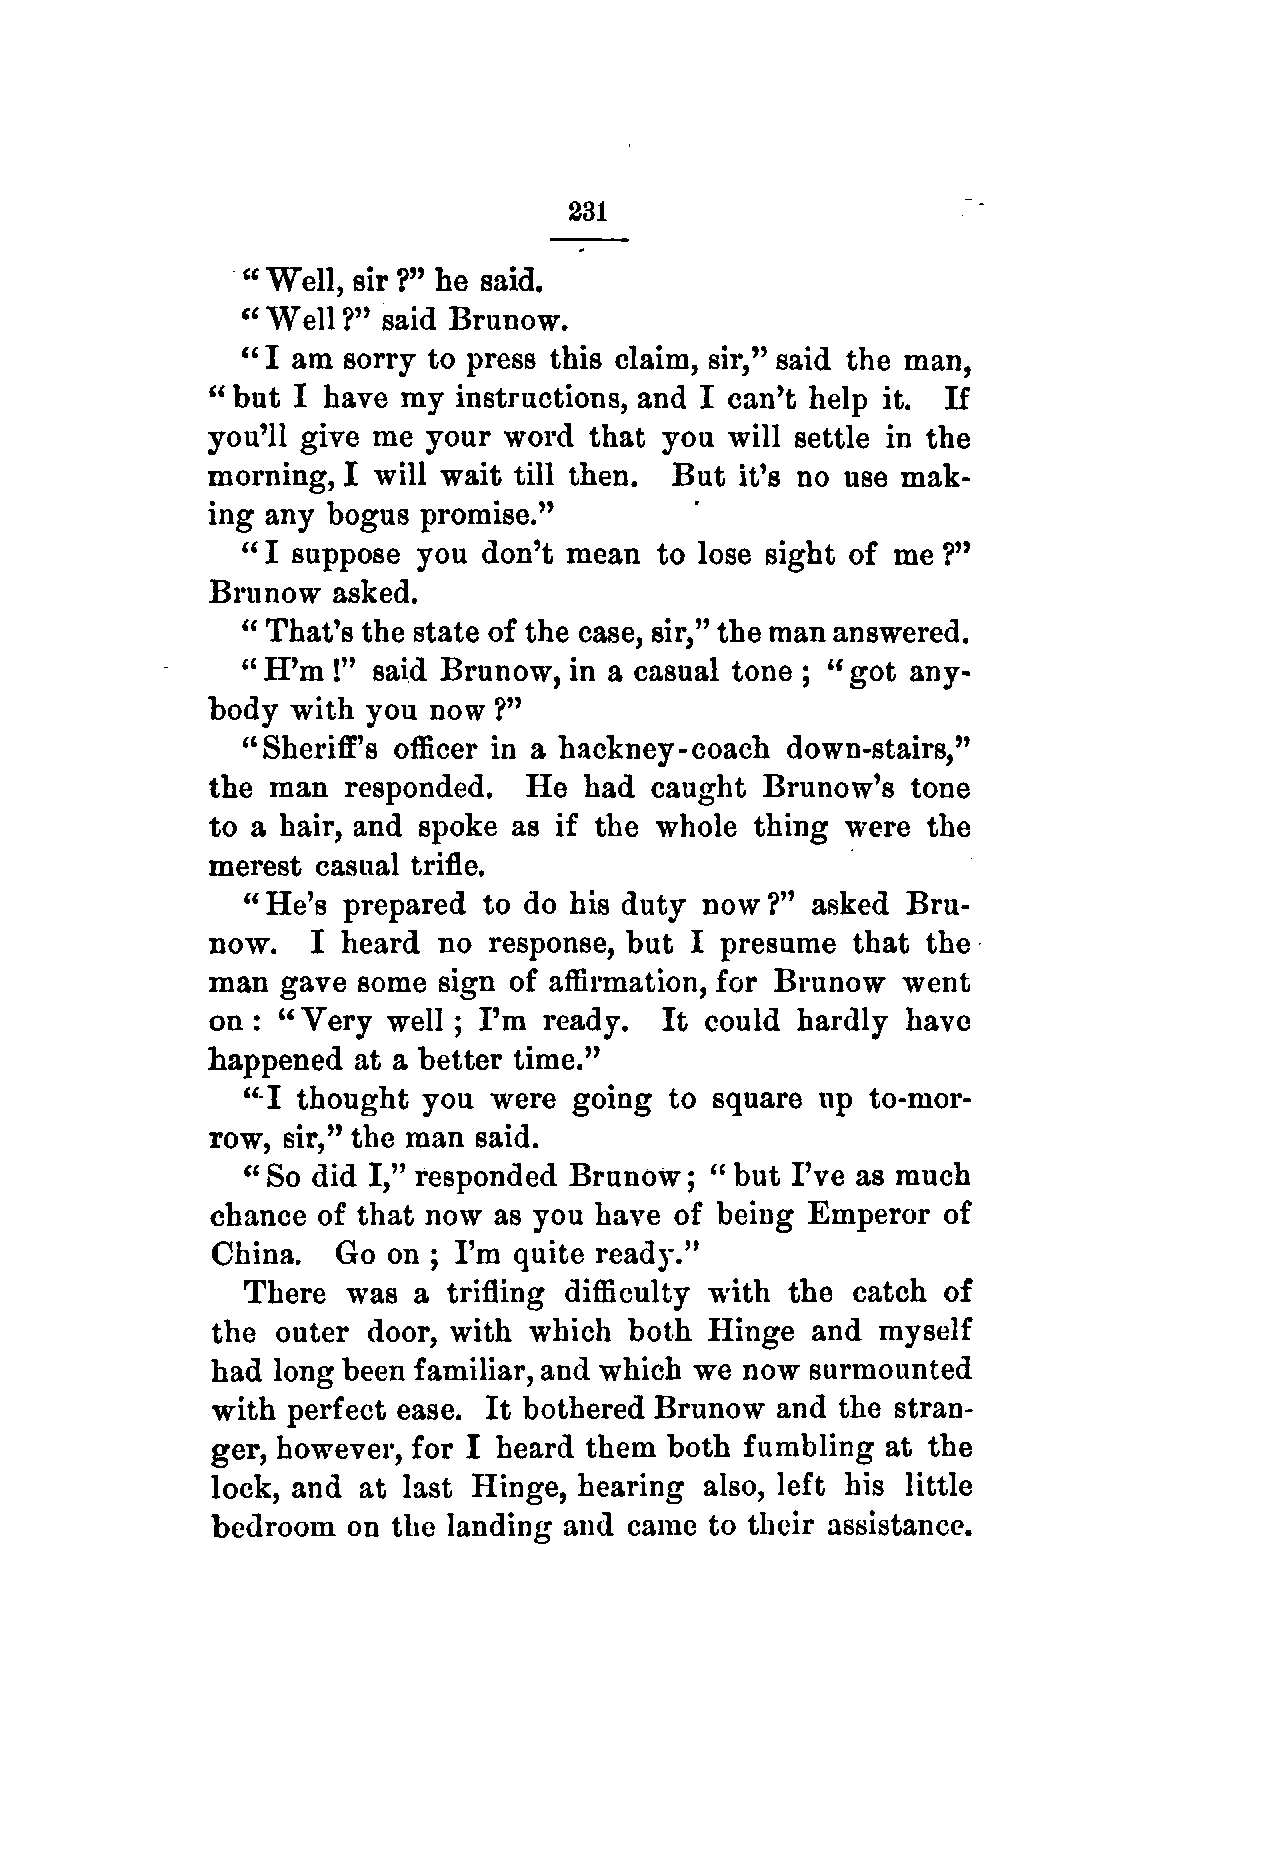 231
“Well, sir?” he said.
“Well?” said Brunow.
“I am sorry to press this claim, sir,” said the man,
“but I have my instructions, and I can’t help it. If
you’ll give me your word that you will settle in the
morning, I will wait till then. But it’s no use mak-
ing any bogus promise.”
“I suppose you don’t mean to lose sight of me?”
Brunow asked.
“That’s the state of the case, sir,” the man answered.
“H’m!” said Brunow, in a casual tone; “got any-
body with you now?”
“Sheriff’s officer in a hackney-coach down-stairs,”
the man responded. He had caught Brunow’s tone
to a hair, and spoke as if the whole thing were the
merest casual trifle.
“He’s prepared to do his duty now?” asked Bru-
now. I heard no response, but I presume that the
man gave some sign of affirmation, for Brunow went
on: “Very well; I’m ready. It could hardly have
happened at a better time.”
“I thought you were going to square up to-mor-
row, sir,” the man said.
“So did I,” responded Brunow; “but I’ve as much
chance of that now as you have of being Emperor of
China. Go on; I’m quite ready.”
There was a trifling difficulty with the catch of
the outer door, with which both Hinge and myself
had long been familiar, and which we now surmounted
with perfect ease. It bothered Brunow and the stran-
ger, however, for I heard them both fumbling at the
lock, and at last Hinge, hearing also, left his little
bedroom on the landing and came to their assistance.